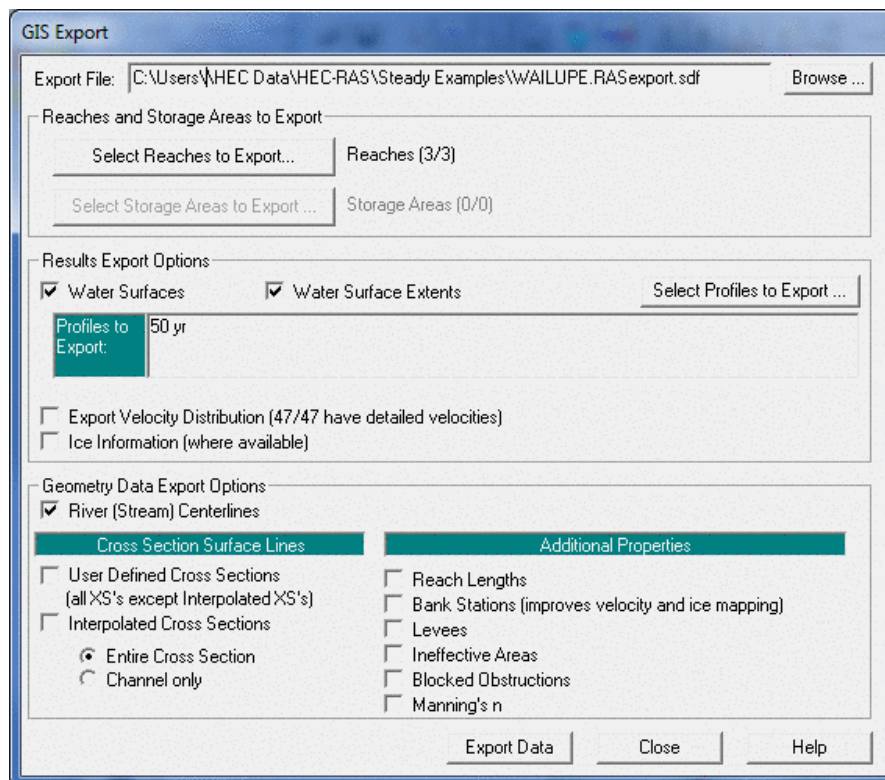 GIS Export
Export File: C:\Users\\HEC Data\HEC-RAS\Steady Examples\WAILUPE.RASexport.sdf Browse ...
Reaches and Storage Areas to Export
Select Reaches to Export... Reaches (3/3)
Select Storage Areas to Export ... Storage Areas (0/0)
Results Export Options
Water Surfaces Water Surface Extents Select Profiles to Export ...
Profiles to Export: 50 yr
Export Velocity Distribution (47/47 have detailed velocities)
Ice Information (where available)
Geometry Data Export Options
River (Stream) Centerlines
Cross Section Surface Lines
User Defined Cross Sections
(all XS's except Interpolated XS's)
Interpolated Cross Sections
Entire Cross Section
Channel only
Additional Properties
Reach Lengths
Bank Stations (improves velocity and ice mapping)
Levees
Ineffective Areas
Blocked Obstructions
Manning's n
Export Data Close Help